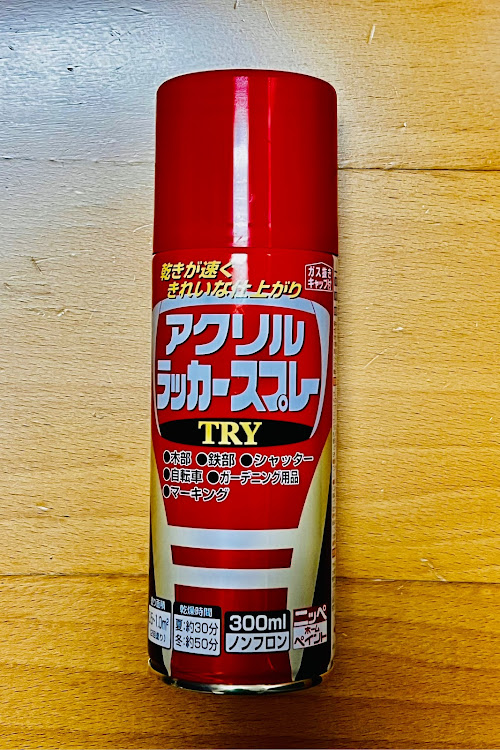 乾きが速く
きれいな仕上がり
ガス抜き
キャップ付
アクリル
ラッカースプレー
TRY
●木部 ●鉄部 ●シャッター
●自転車 ●ガーデニング用品
●マーキング
乾燥時間
夏:約30分
冬:約50分
300ml
ノンフロン
ニッペ
ホーム
ペイント